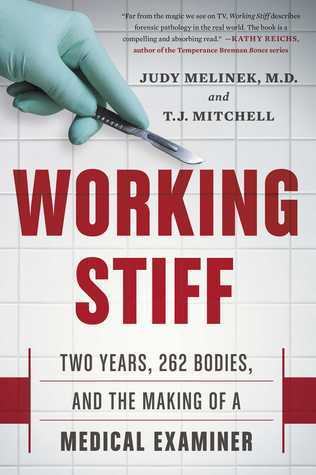 "Far from the magic we see on TV, Working Stiff describes
forensic pathology in the real world. The book is a
compelling and absorbing read." —KATHY REICHS,
author of the Temperance Brennan Bones series
JUDY MELINEK, M.D.
and
T.J. MITCHELL
WORKING
STIFF
TWO YEARS, 262 BODIES,
AND THE MAKING OF A
MEDICAL EXAMINER